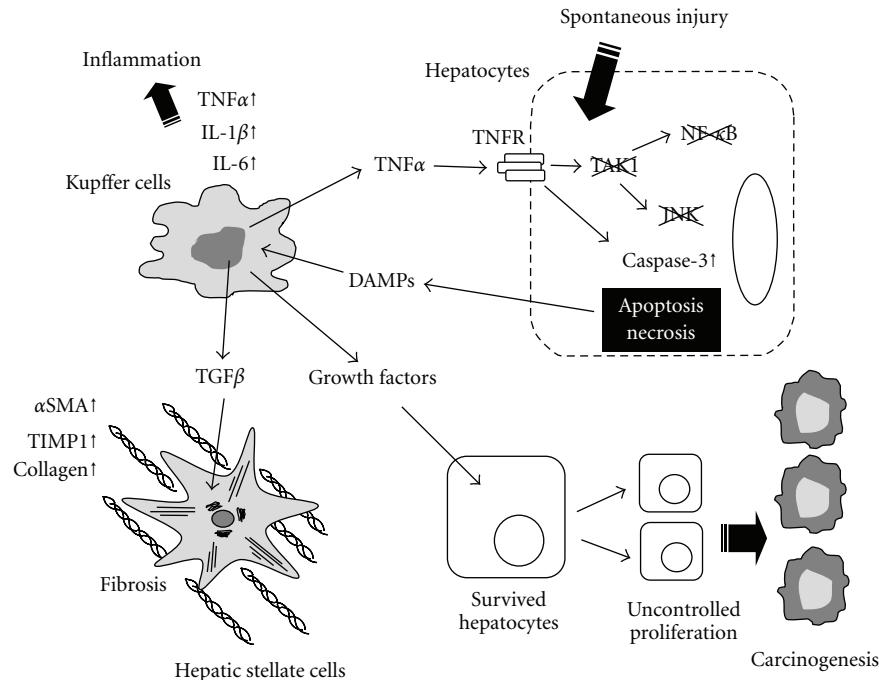 Spontaneous injury
Inflammation
Hepatocytes
TNFα↑
IL-1β↑
IL-6↑
Kupffer cells
TNFα
TNFR
TAK1
NF-κB
JNK
Caspase-3↑
DAMPs
Apoptosis
necrosis
TGFβ
Growth factors
αSMA↑
TIMP1↑
Collagen↑
Fibrosis
Hepatic stellate cells
Survived
hepatocytes
Uncontrolled
proliferation
Carcinogenesis